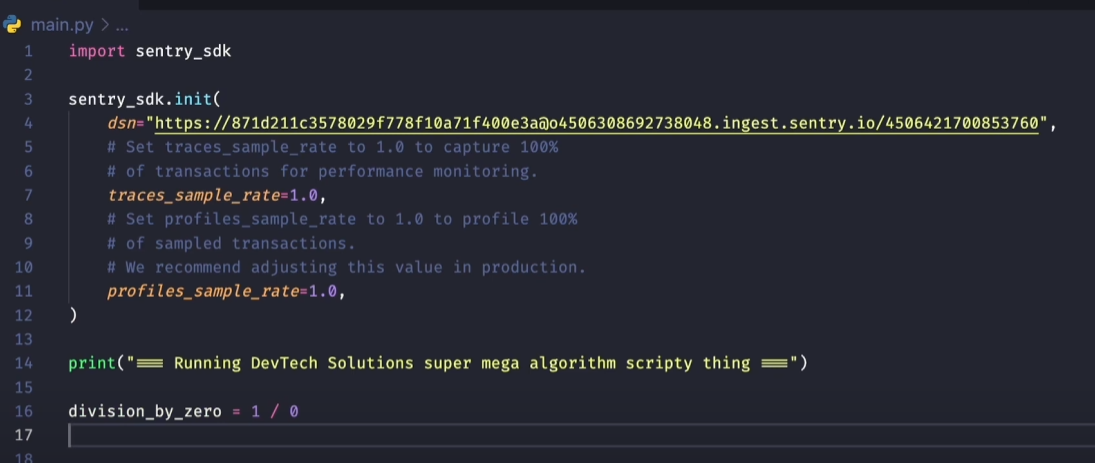 main.py > ...
1 import sentry_sdk
2
3 sentry_sdk.init(
4 dsn="https://871d211c3578029f778f10a71f400e3a@o4506308692738048.ingest.sentry.io/4506421700853760",
5 # Set traces_sample_rate to 1.0 to capture 100%
6 # of transactions for performance monitoring.
7 traces_sample_rate=1.0,
8 # Set profiles_sample_rate to 1.0 to profile 100%
9 # of sampled transactions.
10 # We recommend adjusting this value in production.
11 profiles_sample_rate=1.0,
12 )
13
14 print("=== Running DevTech Solutions super mega algorithm scripty thing ===")
15
16 division_by_zero = 1 / 0
17
18